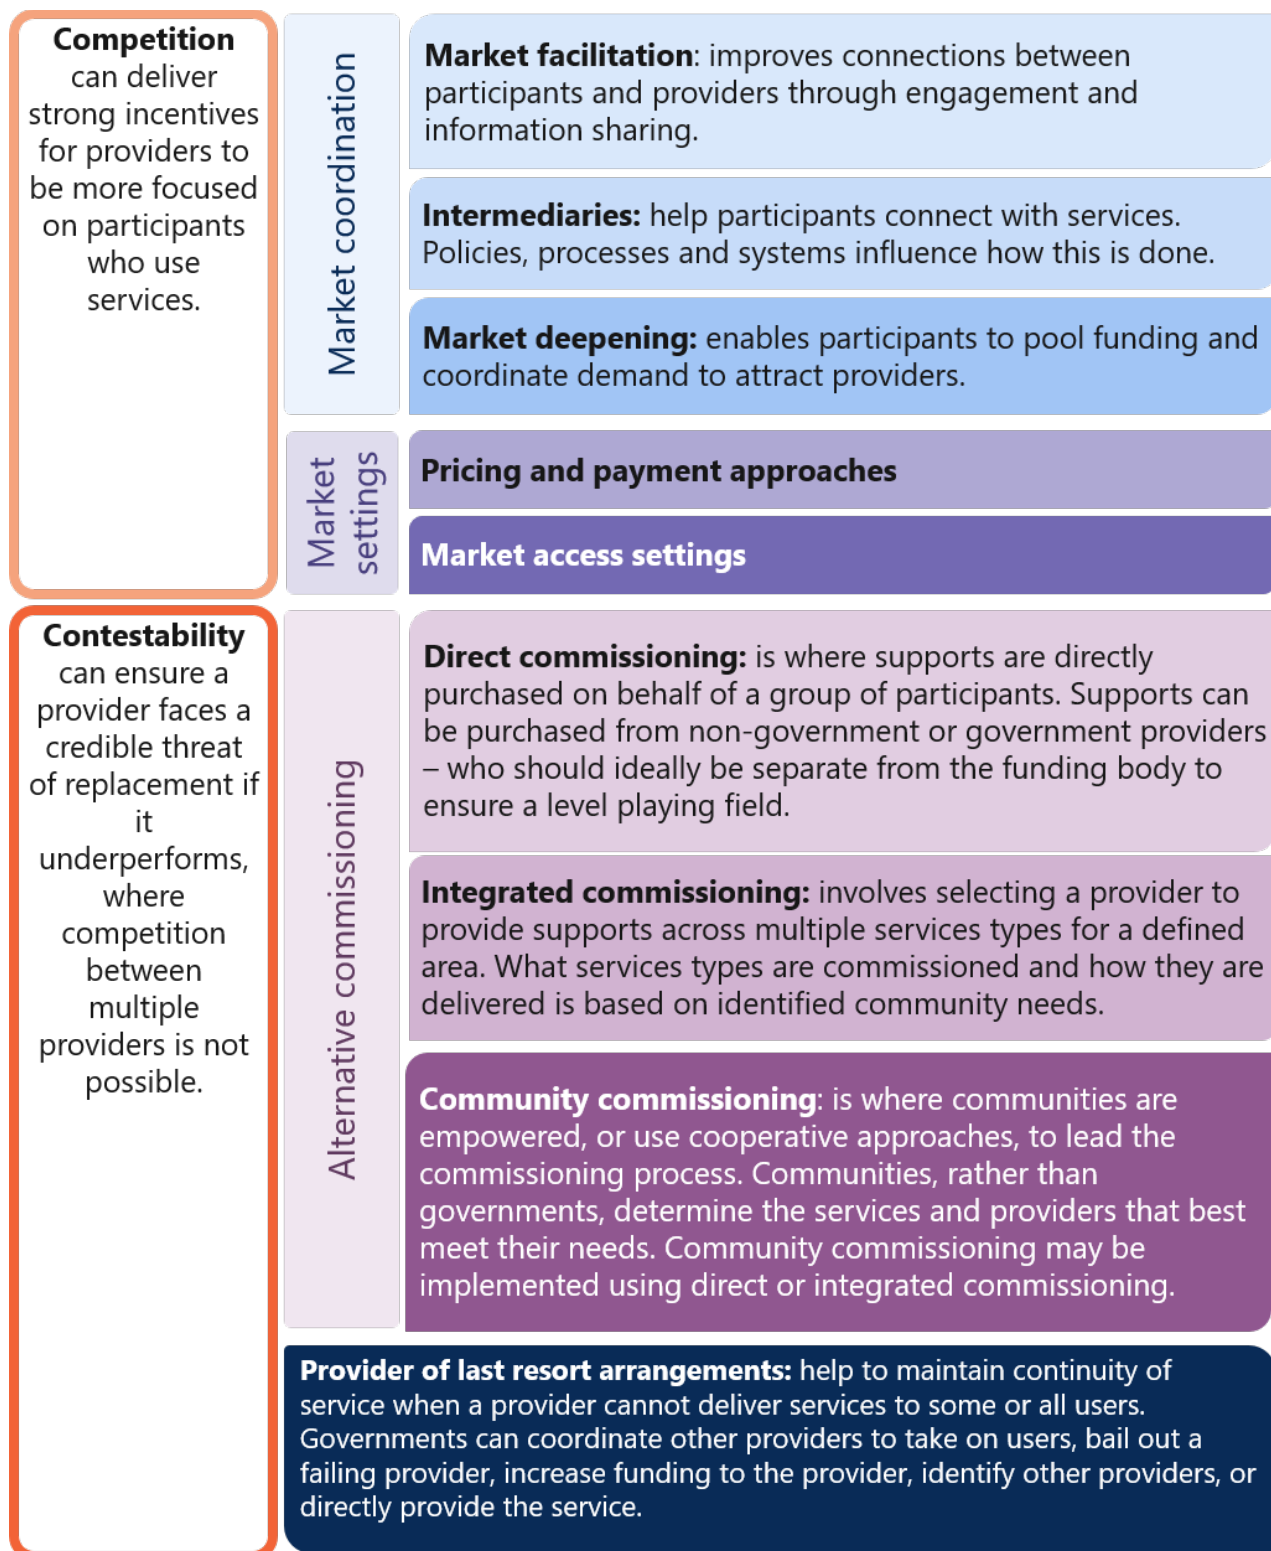 Competition
can deliver
strong incentives
for providers to
be more focused
on participants
who use
services.
Market coordination
Market facilitation: improves connections between
participants and providers through engagement and
information sharing.
Intermediaries: help participants connect with services.
Policies, processes and systems influence how this is done.
Market deepening: enables participants to pool funding and
coordinate demand to attract providers.
Market
settings
Pricing and payment approaches
Market access settings
Contestability
can ensure a
provider faces a
credible threat
of replacement if
it
underperforms,
where
competition
between
multiple
providers is not
possible.
Alternative commissioning
Direct commissioning: is where supports are directly
purchased on behalf of a group of participants. Supports can
be purchased from non-government or government providers
– who should ideally be separate from the funding body to
ensure a level playing field.
Integrated commissioning: involves selecting a provider to
provide supports across multiple services types for a defined
area. What services types are commissioned and how they are
delivered is based on identified community needs.
Community commissioning: is where communities are
empowered, or use cooperative approaches, to lead the
commissioning process. Communities, rather than
governments, determine the services and providers that best
meet their needs. Community commissioning may be
implemented using direct or integrated commissioning.
Provider of last resort arrangements: help to maintain continuity of
service when a provider cannot deliver services to some or all users.
Governments can coordinate other providers to take on users, bail out a
failing provider, increase funding to the provider, identify other providers, or
directly provide the service.